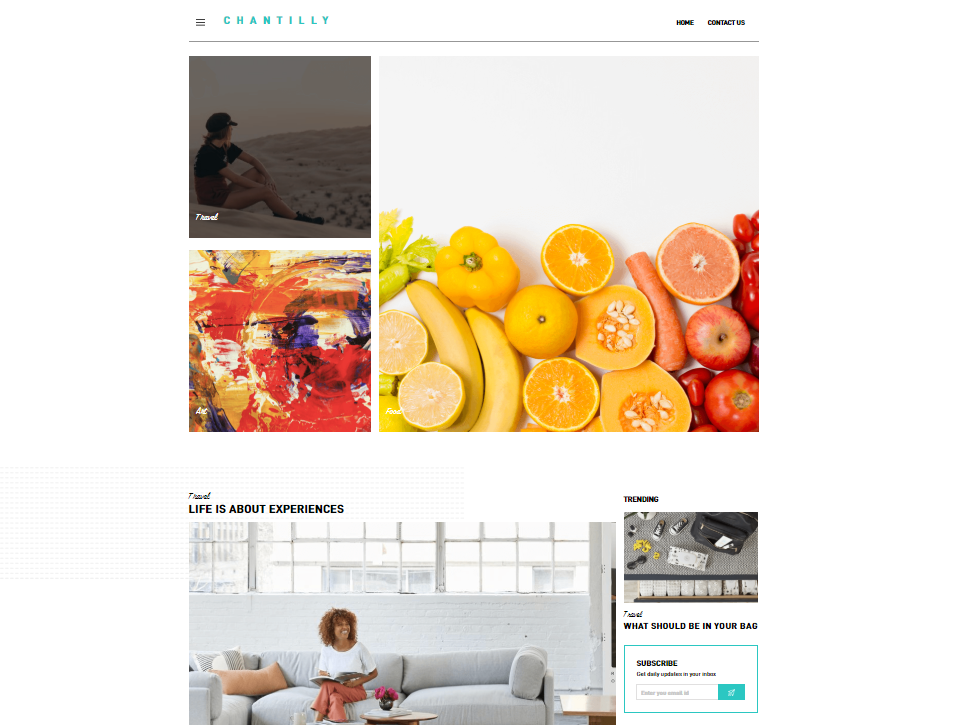 CHANTILLY
HOME
CONTACT US
Travel
Art
Food
Travel
LIFE IS ABOUT EXPERIENCES
TRENDING
Travel
WHAT SHOULD BE IN YOUR BAG
SUBSCRIBE
Get daily updates in your inbox
Enter you email id